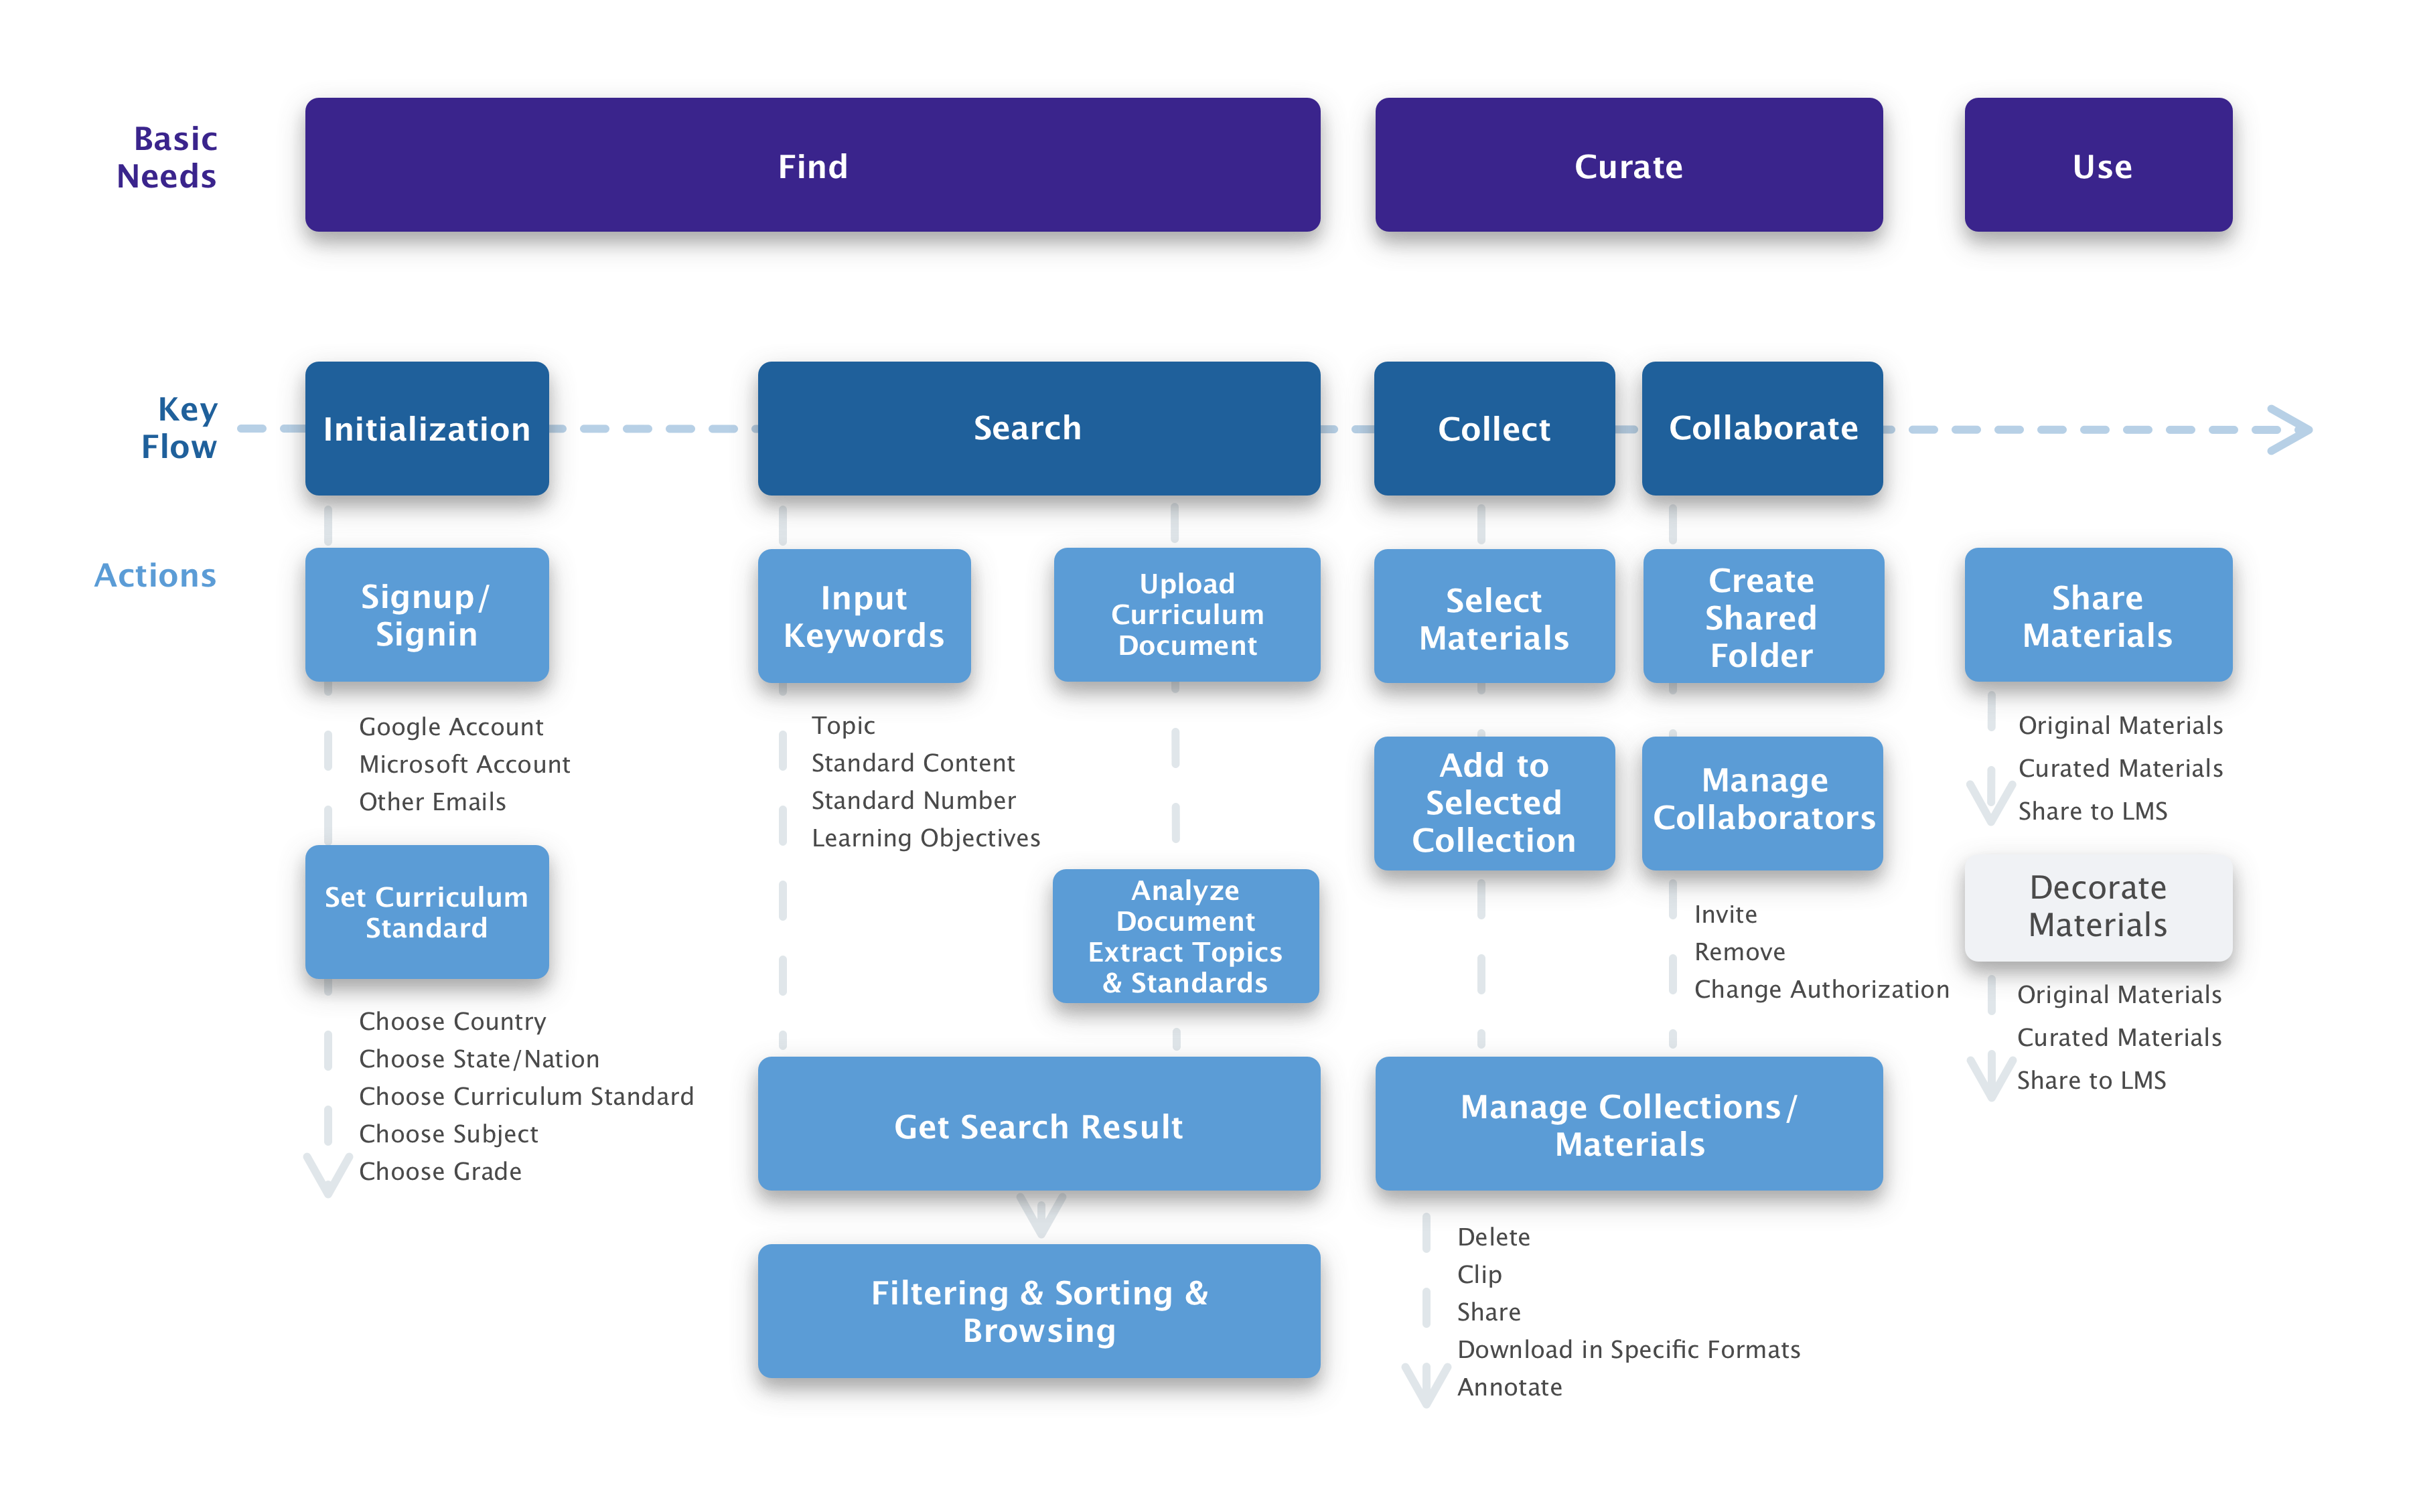 Basic
Needs
Find
Curate
Use
Key
Flow
Initialization
Search
Collect
Collaborate
Actions
Signup/
Signin
Google Account
Microsoft Account
Other Emails
Set Curriculum
Standard
Choose Country
Choose State/Nation
Choose Curriculum Standard
Choose Subject
Choose Grade
Input
Keywords
Topic
Standard Content
Standard Number
Learning Objectives
Upload
Curriculum
Document
Analyze
Document
Extract Topics
& Standards
Get Search Result
Filtering & Sorting &
Browsing
Select
Materials
Add to
Selected
Collection
Create
Shared
Folder
Manage
Collaborators
Invite
Remove
Change Authorization
Manage Collections/
Materials
Delete
Clip
Share
Download in Specific Formats
Annotate
Share
Materials
Original Materials
Curated Materials
Share to LMS
Decorate
Materials
Original Materials
Curated Materials
Share to LMS